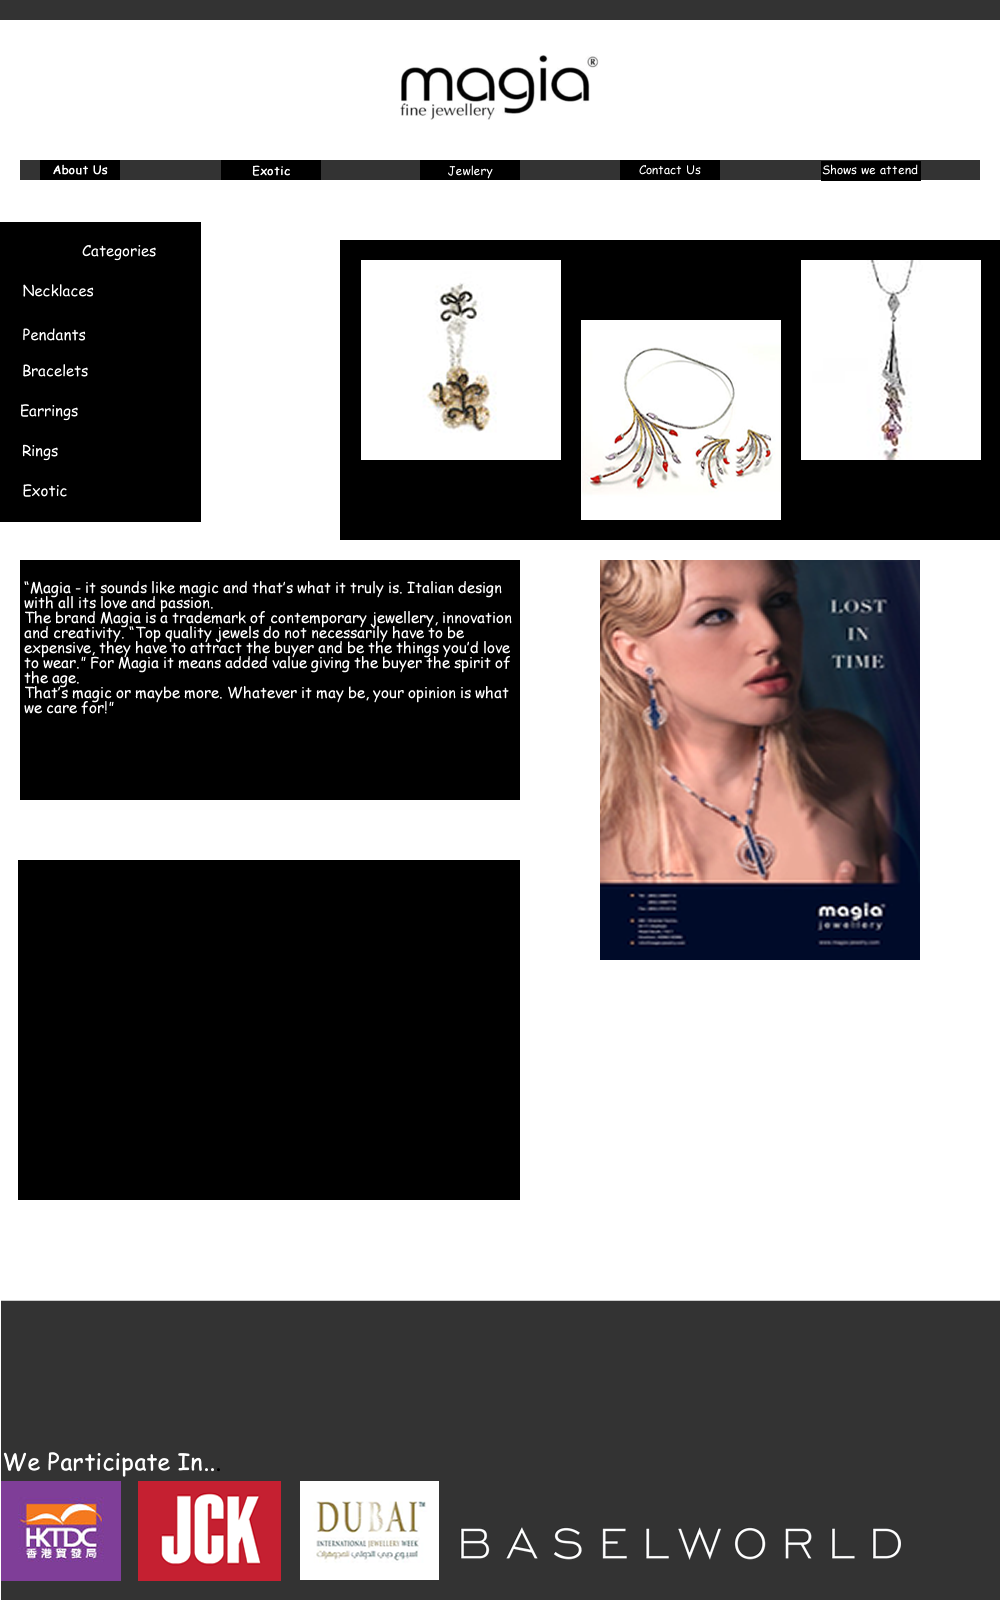 magia®
fine jewellery
About Us
Exotic
Jewlery
Contact Us
Shows we attend
Categories
Necklaces
Pendants
Bracelets
Earrings
Rings
Exotic
“Magia - it sounds like magic and that’s what it truly is. Italian design
with all its love and passion.
The brand Magia is a trademark of contemporary jewellery, innovation
and creativity. “Top quality jewels do not necessarily have to be
expensive, they have to attract the buyer and be the things you’d love
to wear.” For Magia it means added value giving the buyer the spirit of
the age.
That’s magic or maybe more. Whatever it may be, your opinion is what
we care for!”
LOST
IN
TIME
Collection
magia
jewellery
We Participate In...
HKTDC
香港貿發局
JCK
DUBAI™
INTERNATIONAL JEWELLERY WEEK
اسبوع دبي الدولي للمجوهرات
BASELWORLD